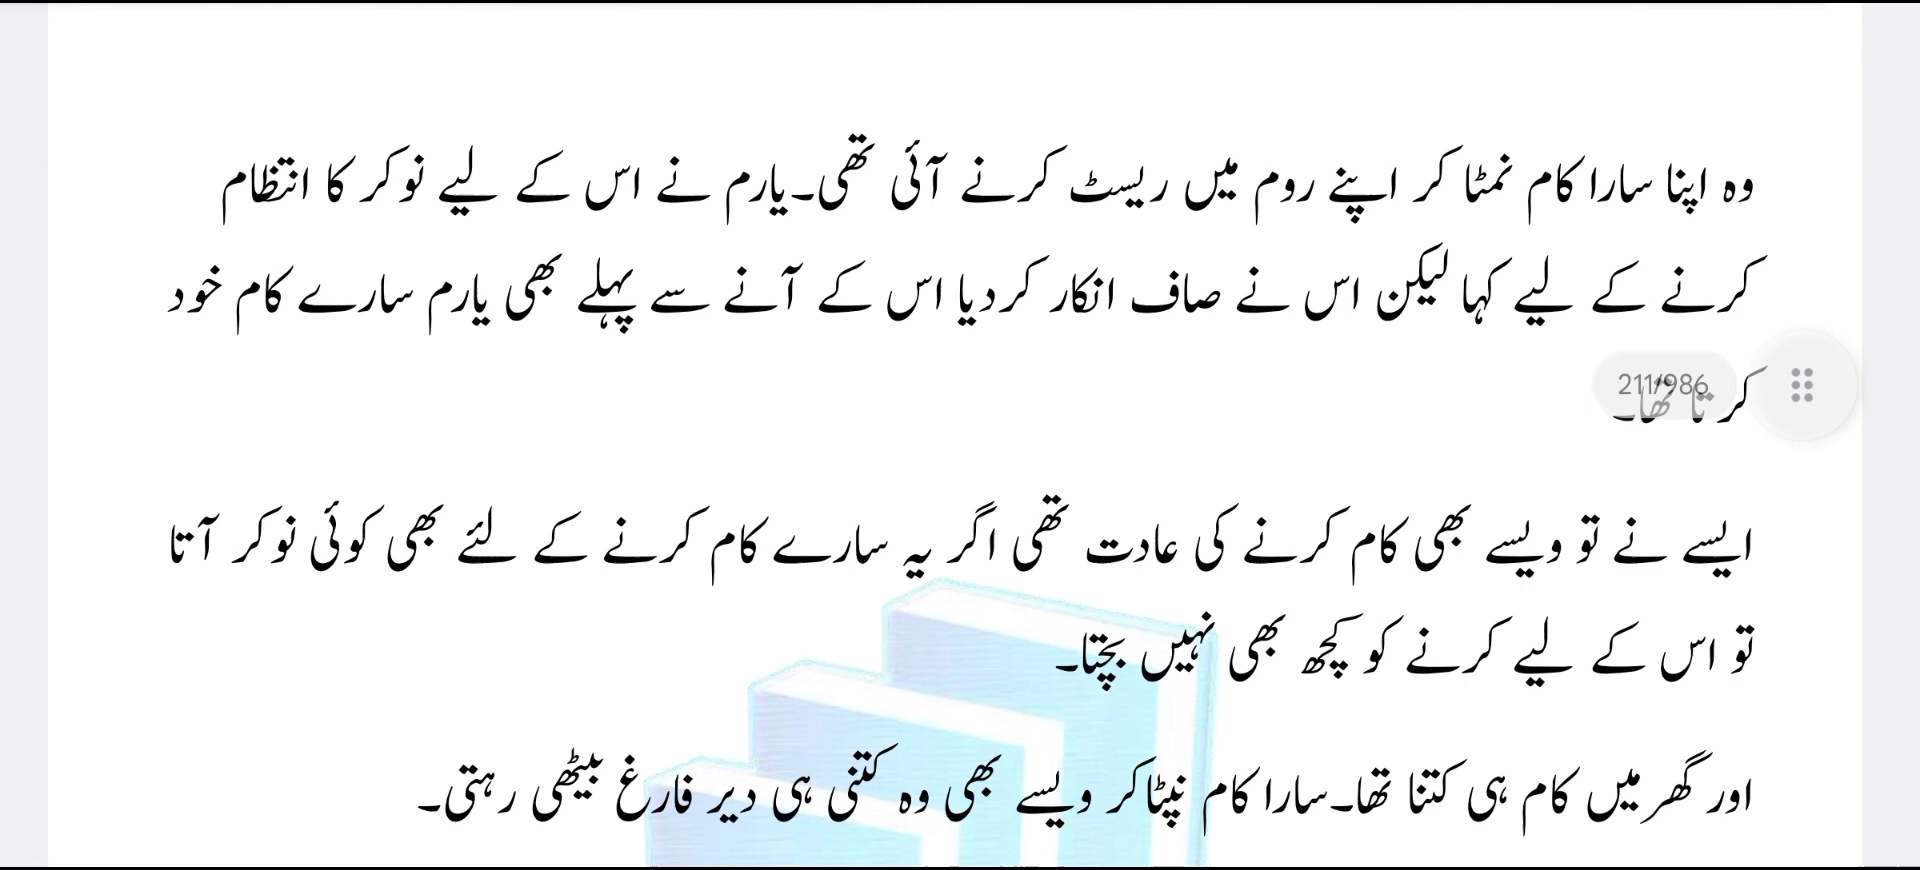 وہ اپنا سارا کام نمٹا کر اپنے روم میں ریسٹ کرنے آئی تھی۔یارم نے اس کے لیے نوکر کا انتظام
کرنے کے لیے کہا لیکن اس نے صاف انکار کردیا اس کے آنے سے پہلے بھی یارم سارے کام خود
کرتا تھا۔
211/986
ایسے نے تو ویسے بھی کام کرنے کی عادت تھی اگر یہ سارے کام کرنے کے لئے بھی کوئی نوکر آتا
تو اس کے لیے کرنے کو کچھ بھی نہیں بچتا۔
اور گھر میں کام ہی کتنا تھا۔سارا کام نپٹاکر ویسے بھی وہ کتنی ہی دیر فارغ بیٹھی رہتی۔